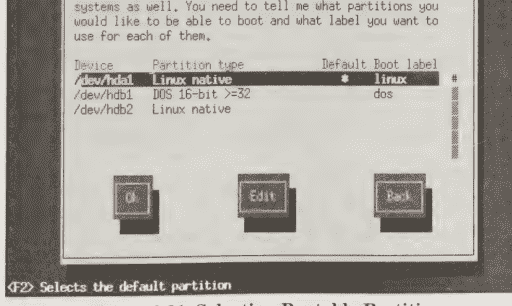 systems as well. You need to tell me what partitions you
would like to be able to boot and what label you want to
use for each of them.
Device Partition type Default Boot label
/dev/hda1 Linux native * linux #
/dev/hdb1 DOS 16-bit >=32 dos
/dev/hdb2 Linux native
Ok Edit Back
<F2> Selects the default partition
Selecting Bootable Partitions